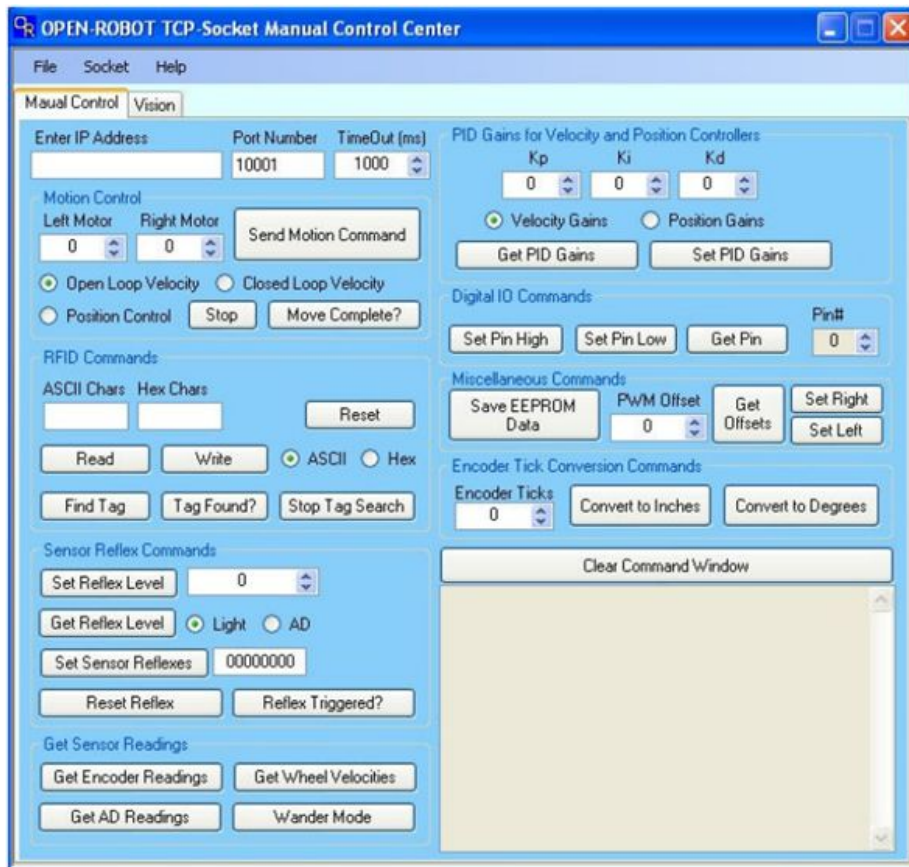 OR OPEN-ROBOT TCP-Socket Manual Control Center
File Socket Help
Maual Control Vision
Enter IP Address Port Number TimeOut (ms)
10001 1000
Motion Control
Left Motor Right Motor
0 0 Send Motion Command
Open Loop Velocity Closed Loop Velocity
Position Control Stop Move Complete?
RFID Commands
ASCII Chars Hex Chars
Reset
Read Write ASCII Hex
Find Tag Tag Found? Stop Tag Search
Sensor Reflex Commands
Set Reflex Level 0
Get Reflex Level Light AD
Set Sensor Reflexes 00000000
Reset Reflex Reflex Triggered?
Get Sensor Readings
Get Encoder Readings Get Wheel Velocities
Get AD Readings Wander Mode
PID Gains for Velocity and Position Controllers
Kp Ki Kd
0 0 0
Velocity Gains Position Gains
Get PID Gains Set PID Gains
Digital IO Commands
Pin#
Set Pin High Set Pin Low Get Pin 0
Miscellaneous Commands
Save EEPROM Data PWM Offset 0 Get Offsets Set Right
Set Left
Encoder Tick Conversion Commands
Encoder Ticks
0 Convert to Inches Convert to Degrees
Clear Command Window